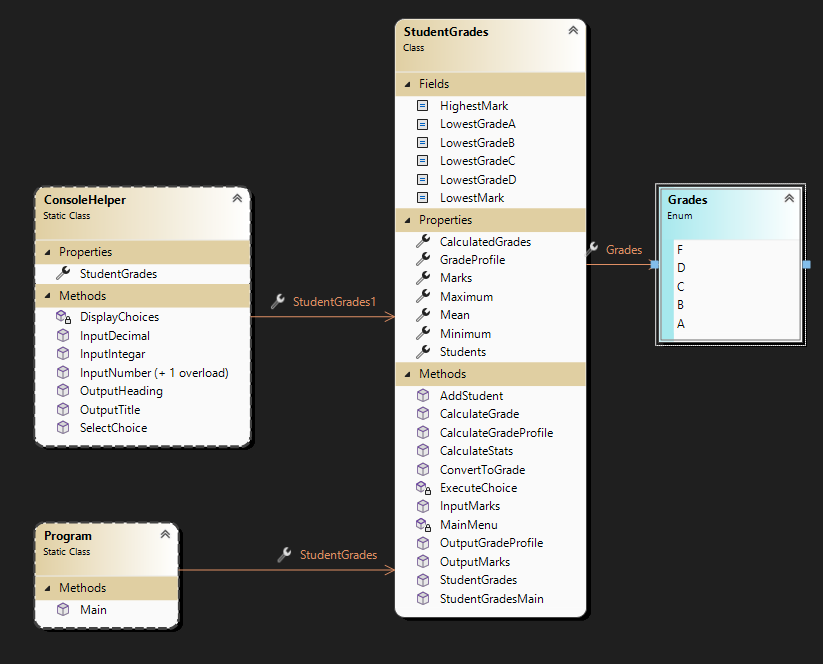 StudentGrades
Class
Fields
HighestMark
LowestGradeA
LowestGradeB
LowestGradeC
LowestGradeD
LowestMark
Properties
CalculatedGrades
GradeProfile
Marks
Maximum
Mean
Minimum
Students
Methods
AddStudent
CalculateGrade
CalculateGradeProfile
CalculateStats
ConvertToGrade
ExecuteChoice
InputMarks
MainMenu
OutputGradeProfile
OutputMarks
StudentGrades
StudentGradesMain
ConsoleHelper
Static Class
Properties
StudentGrades
Methods
DisplayChoices
InputDecimal
InputIntegar
InputNumber (+ 1 overload)
OutputHeading
OutputTitle
SelectChoice
StudentGrades1
Program
Static Class
Methods
Main
StudentGrades
Grades
Grades
Enum
F
D
C
B
A